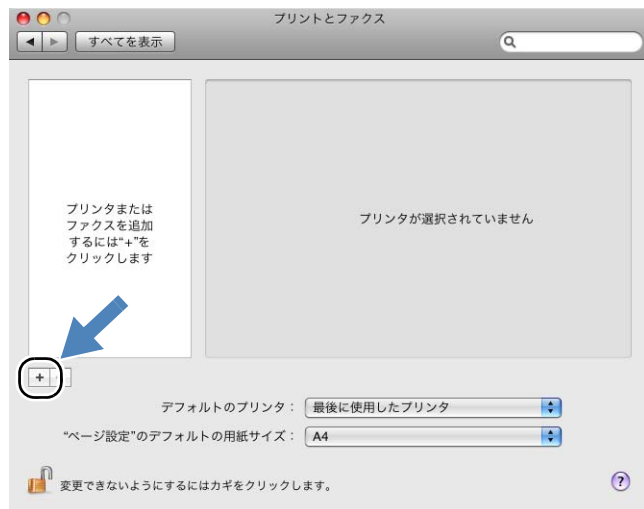 プリントとファクス
すべてを表示
プリンタまたは
ファクスを追加
するには“+”を
クリックします
プリンタが選択されていません
+
デフォルトのプリンタ： 最後に使用したプリンタ
“ページ設定”のデフォルトの用紙サイズ： A4
変更できないようにするにはカギをクリックします。
?